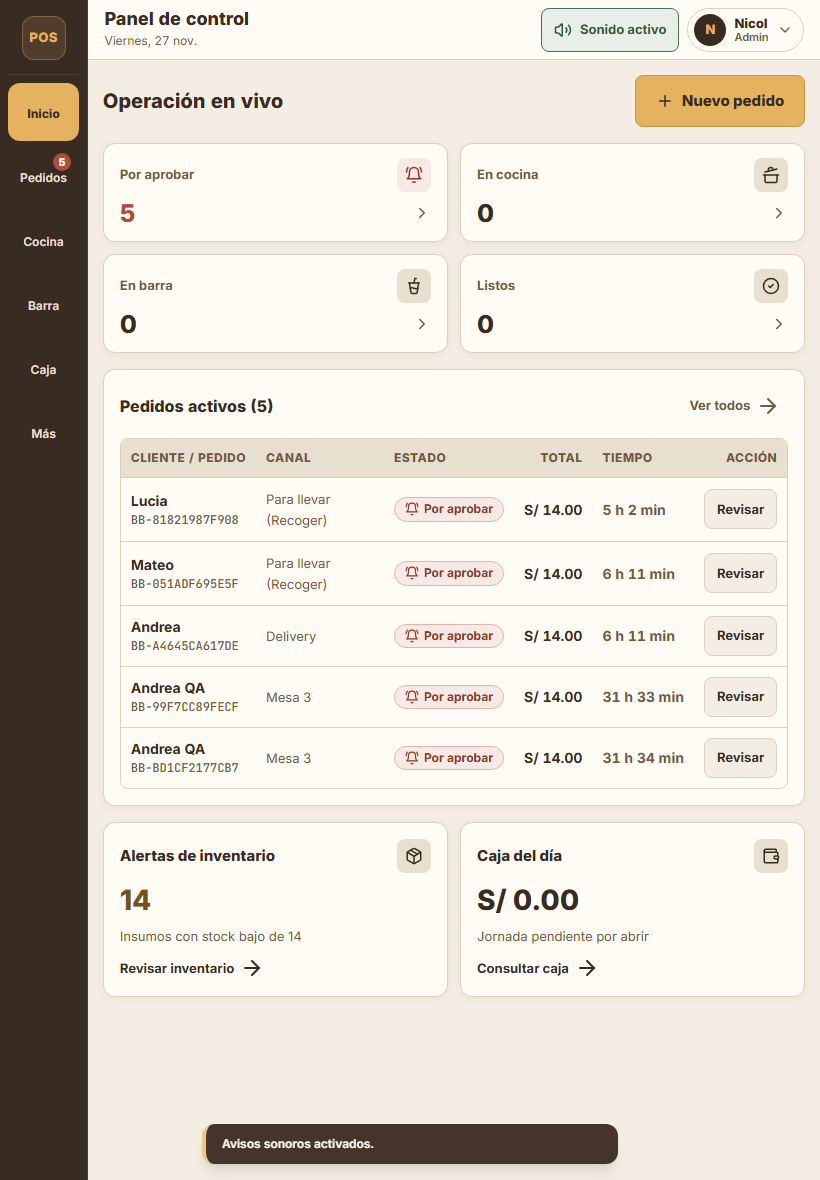 POS
Inicio
5
Pedidos
Cocina
Barra
Caja
Más
Panel de control
Viernes, 27 nov.
Sonido activo
N
Nicol
Admin
Operación en vivo
Nuevo pedido
Por aprobar
5
En cocina
0
En barra
0
Listos
0
Pedidos activos (5)
Ver todos
CLIENTE / PEDIDO CANAL ESTADO TOTAL TIEMPO ACCIÓN
Lucia
BB-81821987F908
Para llevar
(Recoger)
Por aprobar
S/ 14.00
5 h 2 min
Revisar
Mateo
BB-051ADF695E5F
Para llevar
(Recoger)
Por aprobar
S/ 14.00
6 h 11 min
Revisar
Andrea
BB-A4645CA617DE
Delivery
Por aprobar
S/ 14.00
6 h 11 min
Revisar
Andrea QA
BB-99F7CC89FECF
Mesa 3
Por aprobar
S/ 14.00
31 h 33 min
Revisar
Andrea QA
BB-BD1CF2177CB7
Mesa 3
Por aprobar
S/ 14.00
31 h 34 min
Revisar
Alertas de inventario
14
Insumos con stock bajo de 14
Revisar inventario
Caja del día
S/ 0.00
Jornada pendiente por abrir
Consultar caja
Avisos sonoros activados.